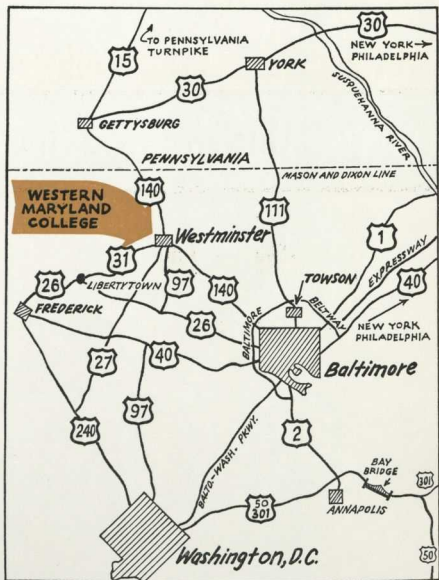 TO PENNSYLVANIA
TURNPIKE
15
30
NEW YORK
PHILADELPHIA
YORK
30
SUSQUEHANNA
RIVER
GETTYSBURG
PENNSYLVANIA
MASON AND DIXON LINE
140
WESTERN
MARYLAND
COLLEGE
111
1
Westminster
31
26
LIBERTYTOWN
97
140
TOWSON
BELTWAY
EXPRESSWAY
40
FREDERICK
26
BALTIMORE
NEW YORK
PHILADELPHIA
27
40
Baltimore
97
240
BALTO.-WASH.-PKWY.
2
BAY
BRIDGE
301
50
301
ANNAPOLIS
50
Washington, D.C.